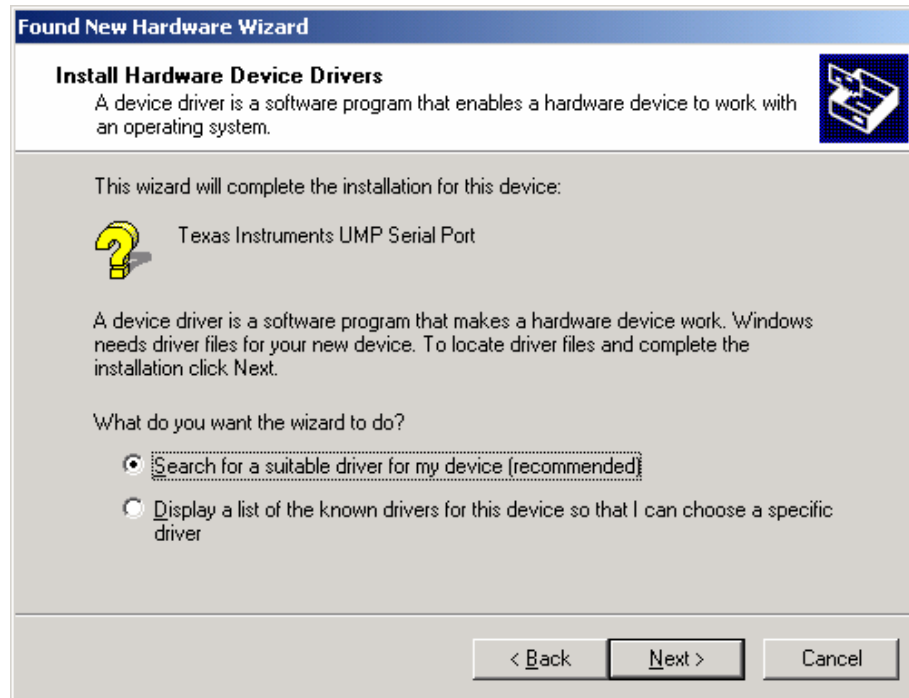 Found New Hardware Wizard
Install Hardware Device Drivers
A device driver is a software program that enables a hardware device to work with
an operating system.
This wizard will complete the installation for this device:
Texas Instruments UMP Serial Port
A device driver is a software program that makes a hardware device work. Windows
needs driver files for your new device. To locate driver files and complete the
installation click Next.
What do you want the wizard to do?
Search for a suitable driver for my device (recommended)
Display a list of the known drivers for this device so that I can choose a specific
driver
< Back Next > Cancel